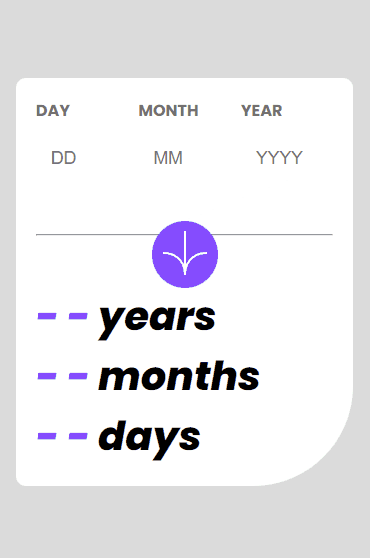 DAY MONTH YEAR
DD MM YYYY
- - years
- - months
- - days